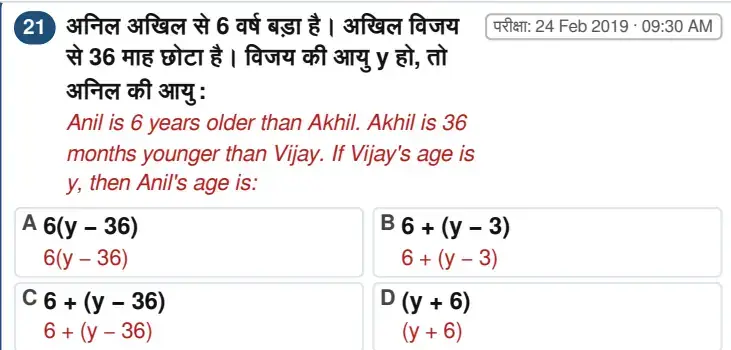 21 अनिल अखिल से 6 वर्ष बड़ा है। अखिल विजय
परीक्षा: 24 Feb 2019 · 09:30 AM
से 36 माह छोटा है। विजय की आयु y हो, तो
अनिल की आयु :
Anil is 6 years older than Akhil. Akhil is 36
months younger than Vijay. If Vijay's age is
y, then Anil's age is:
A 6(y − 36)
6(y − 36)
B 6 + (y − 3)
6 + (y − 3)
C 6 + (y − 36)
6 + (y − 36)
D (y + 6)
(y + 6)